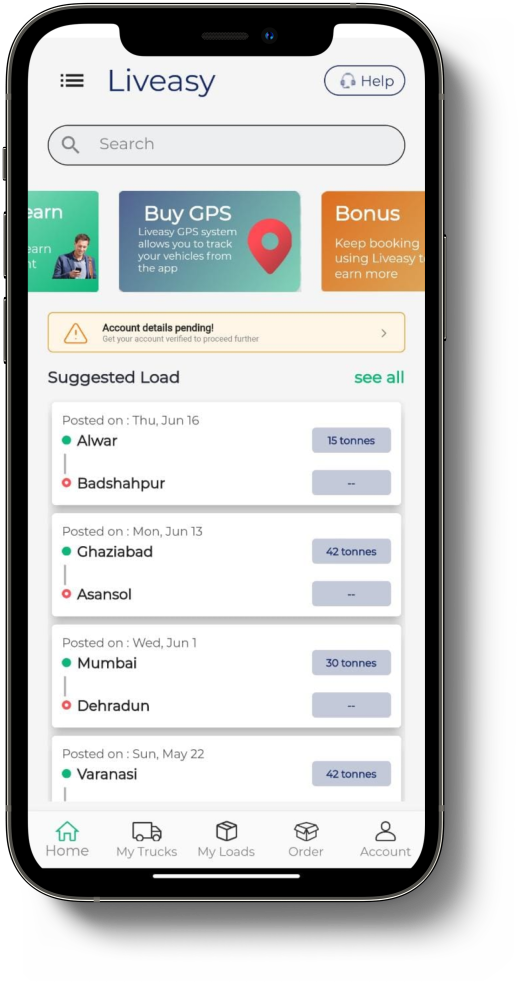 Liveasy
Help
Search
earn
earn
nt
Buy GPS
Liveasy GPS system
allows you to track
your vehicles from
the app
Bonus
Keep booking
using Liveasy t
earn more
Account details pending!
Get your account verified to proceed further
Suggested Load
see all
Posted on : Thu, Jun 16
Alwar
15 tonnes
Badshahpur
--
Posted on : Mon, Jun 13
Ghaziabad
42 tonnes
Asansol
--
Posted on : Wed, Jun 1
Mumbai
30 tonnes
Dehradun
--
Posted on : Sun, May 22
Varanasi
42 tonnes
Home
My Trucks
My Loads
Order
Account